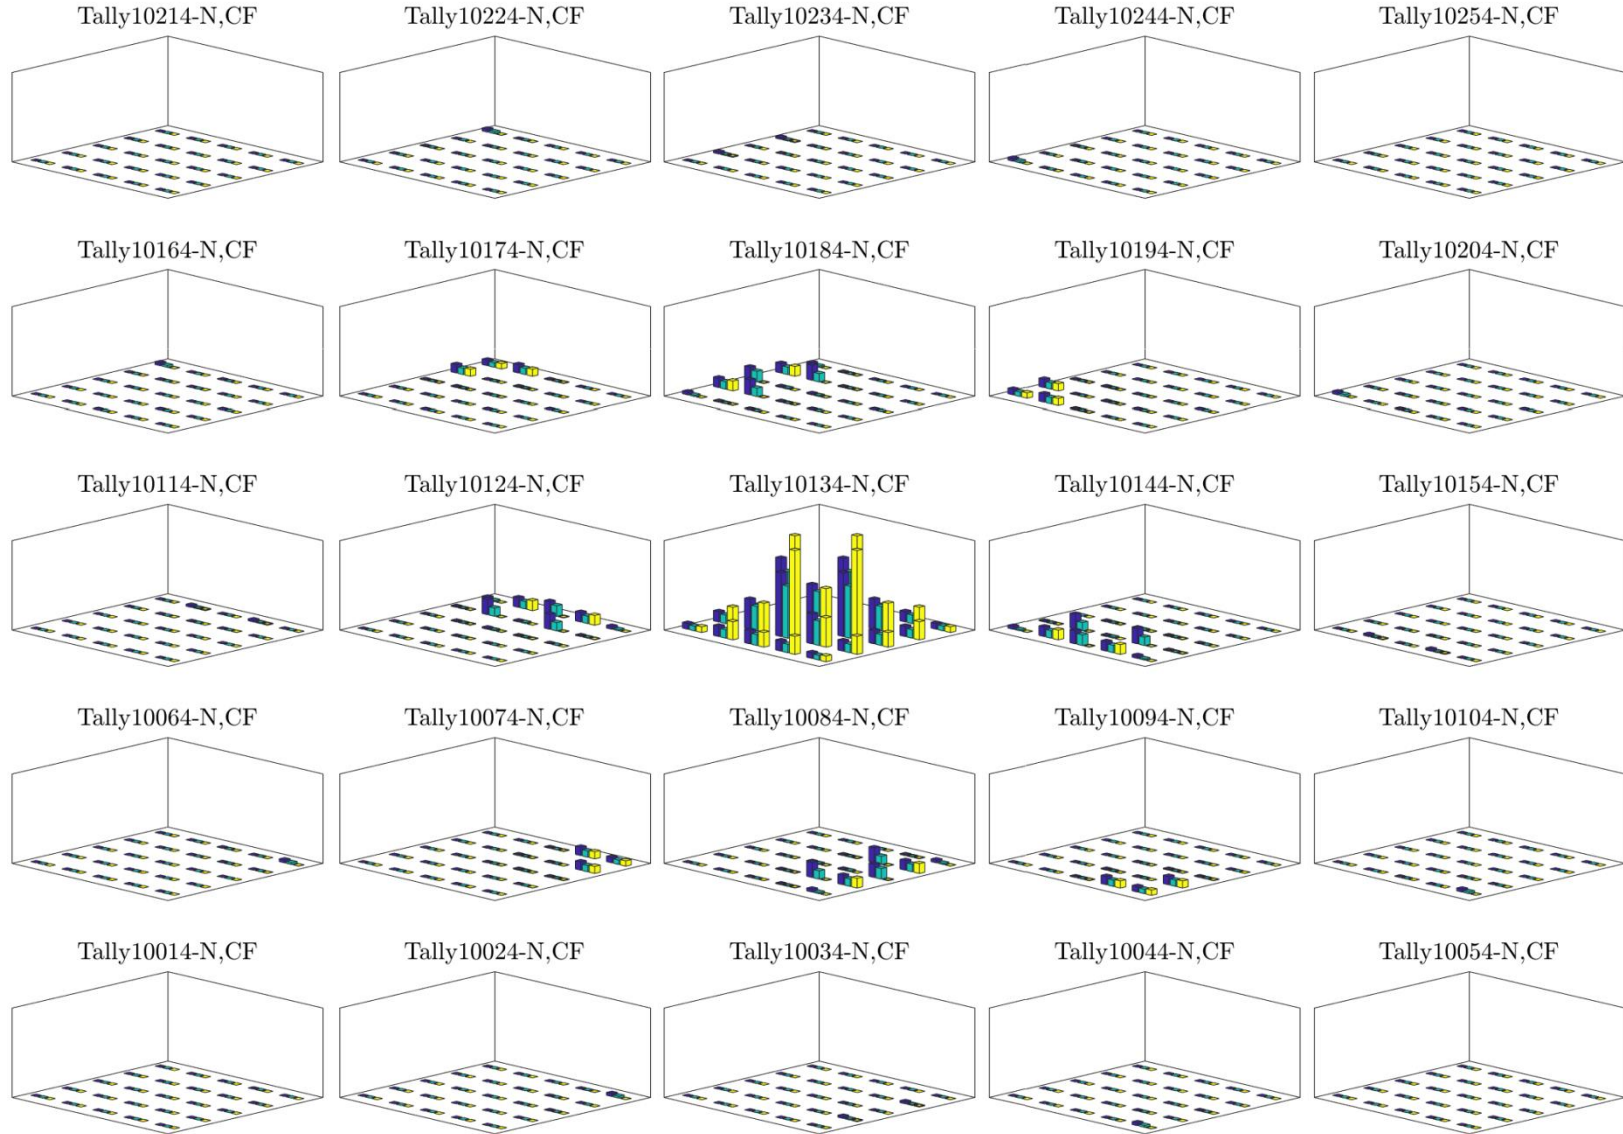 Tally10214-N,CF
Tally10224-N,CF
Tally10234-N,CF
Tally10244-N,CF
Tally10254-N,CF
Tally10164-N,CF
Tally10174-N,CF
Tally10184-N,CF
Tally10194-N,CF
Tally10204-N,CF
Tally10114-N,CF
Tally10124-N,CF
Tally10134-N,CF
Tally10144-N,CF
Tally10154-N,CF
Tally10064-N,CF
Tally10074-N,CF
Tally10084-N,CF
Tally10094-N,CF
Tally10104-N,CF
Tally10014-N,CF
Tally10024-N,CF
Tally10034-N,CF
Tally10044-N,CF
Tally10054-N,CF